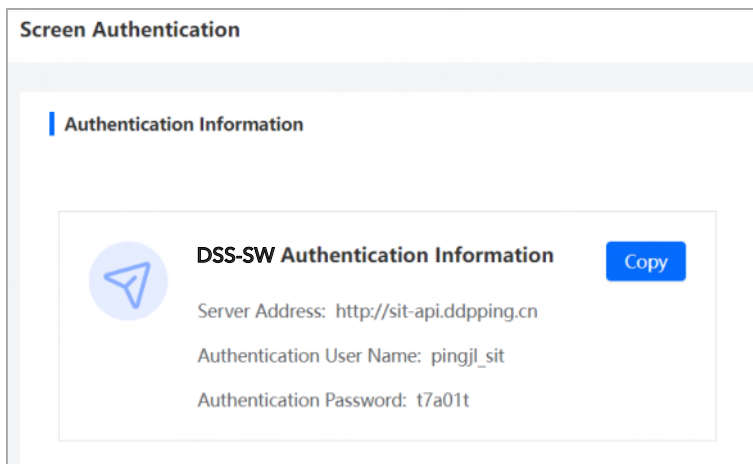 Screen Authentication
Authentication Information
DSS-SW Authentication Information
Copy
Server Address: http://sit-api.ddpping.cn
Authentication User Name: pingjl_sit
Authentication Password: t7a01t